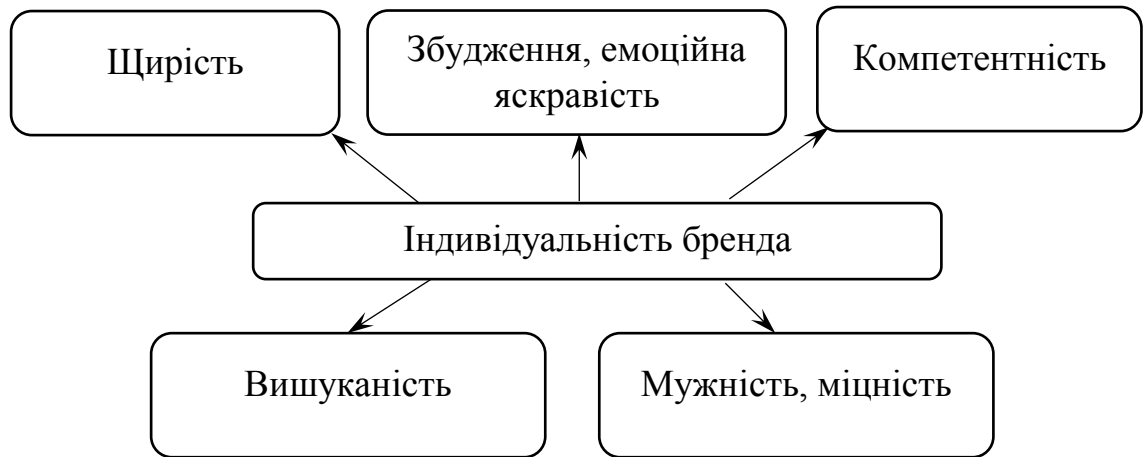 Щирість
Збудження, емоційна
яскравість
Компетентність
Індивідуальність бренда
Вишуканість
Мужність, міцність